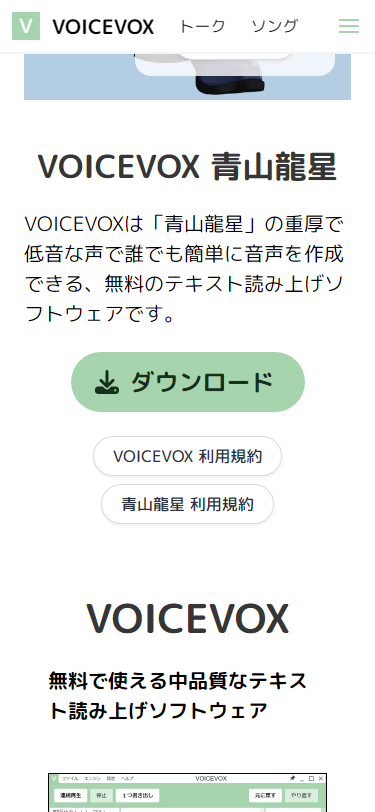 V VOICEVOX トーク ソング
VOICEVOX 青山龍星
VOICEVOXは「青山龍星」の重厚で
低音な声で誰でも簡単に音声を作成
できる、無料のテキスト読み上げソ
フトウェアです。
ダウンロード
VOICEVOX 利用規約
青山龍星 利用規約
VOICEVOX
無料で使える中品質なテキス
ト読み上げソフトウェア
ファイル エンジン 設定 ヘルプ VOICEVOX
連続再生 停止 1つ書き出し 元に戻す やり直す